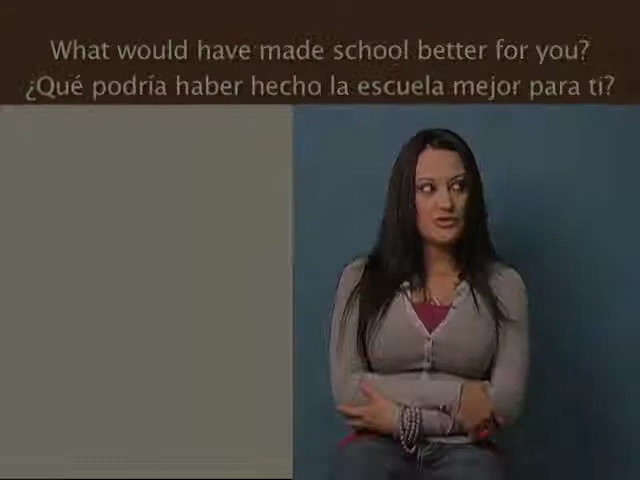 What would have made school better for you?
¿Qué podría haber hecho la escuela mejor para ti?